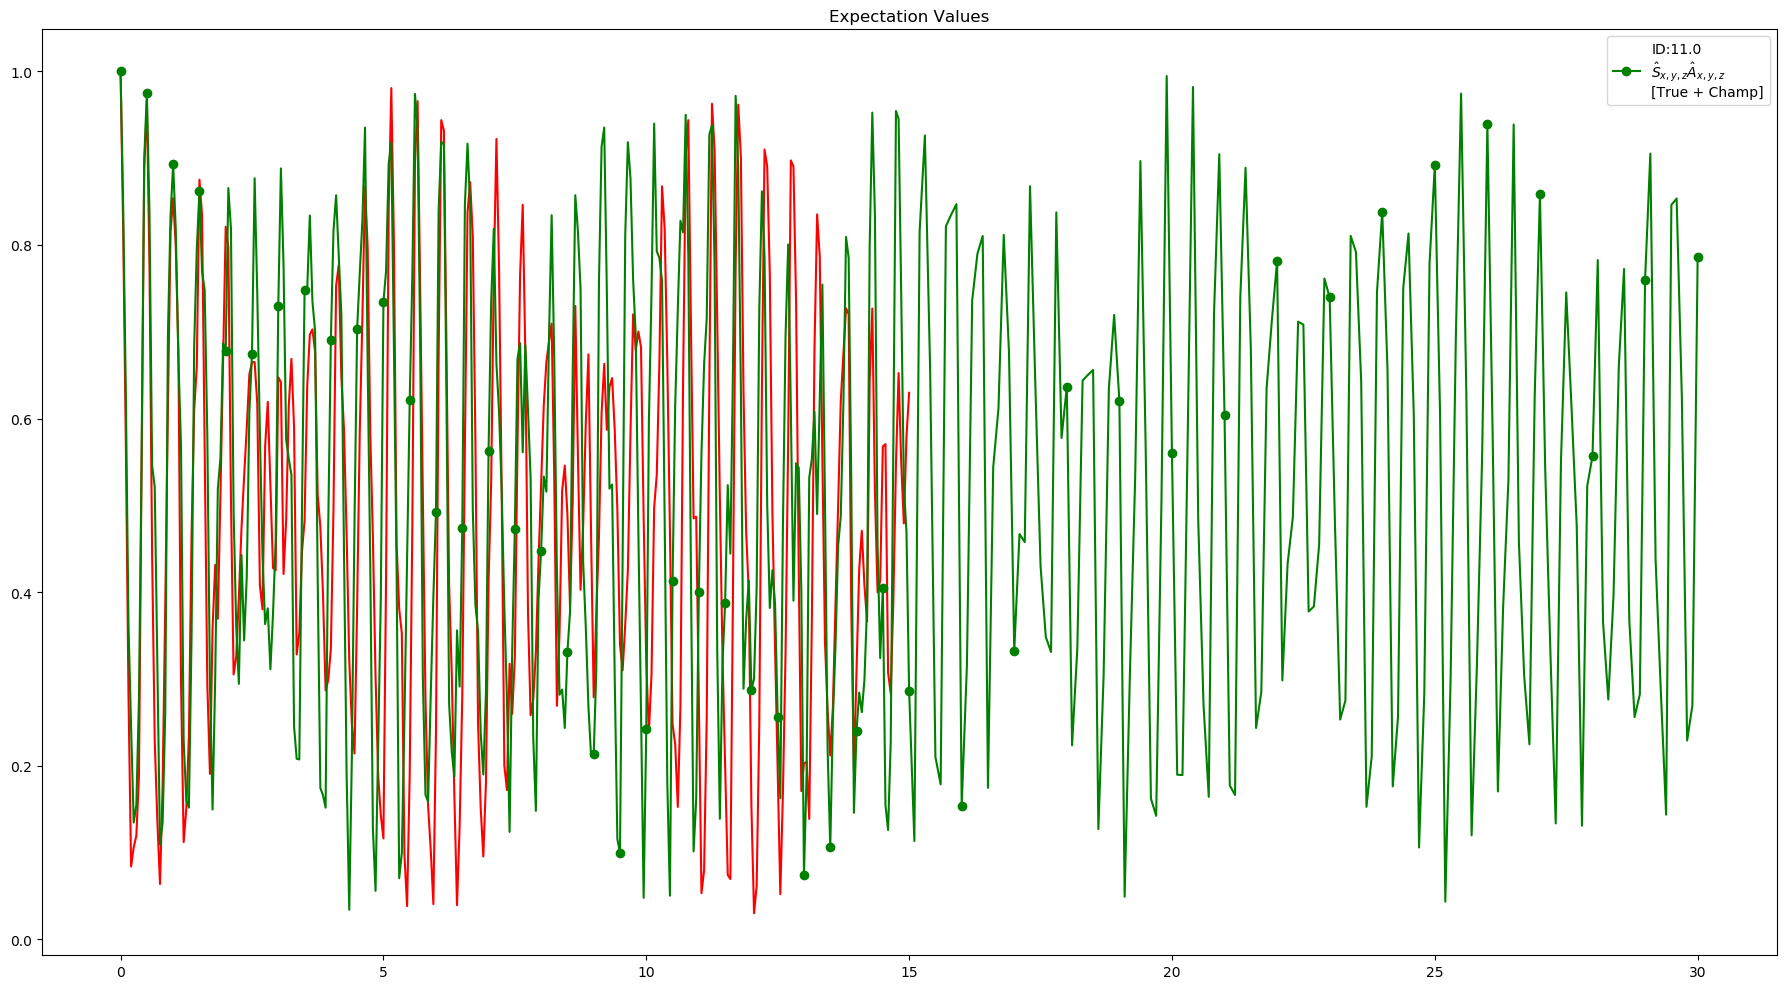 Expectation Values
ID:11.0
$\hat{S}_{x,y,z}\hat{A}_{x,y,z}$
[True + Champ]
1.0
0.8
0.6
0.4
0.2
0.0
0 5 10 15 20 25 30